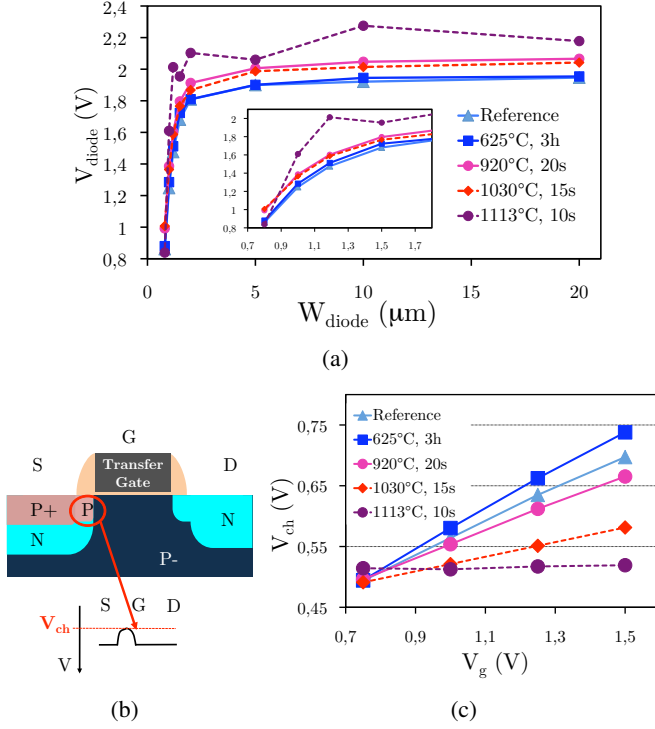 2,4
2,2
2
1,8
1,6
1,4
1,2
1
0,8
V_diode (V)
0
5
10
15
20
W_diode (µm)
2
1,8
1,6
1,4
1,2
1
0,8
0,7
0,9
1,1
1,3
1,5
1,7
Reference
625°C, 3h
920°C, 20s
1030°C, 15s
1113°C, 10s
(a)
G
S
D
Transfer
Gate
P+
P
N
N
P-
S G D
V_ch
V
(b)
Reference
625°C, 3h
920°C, 20s
1030°C, 15s
1113°C, 10s
0,75
0,65
0,55
0,45
V_ch (V)
0,7
0,9
1,1
1,3
1,5
V_g (V)
(c)